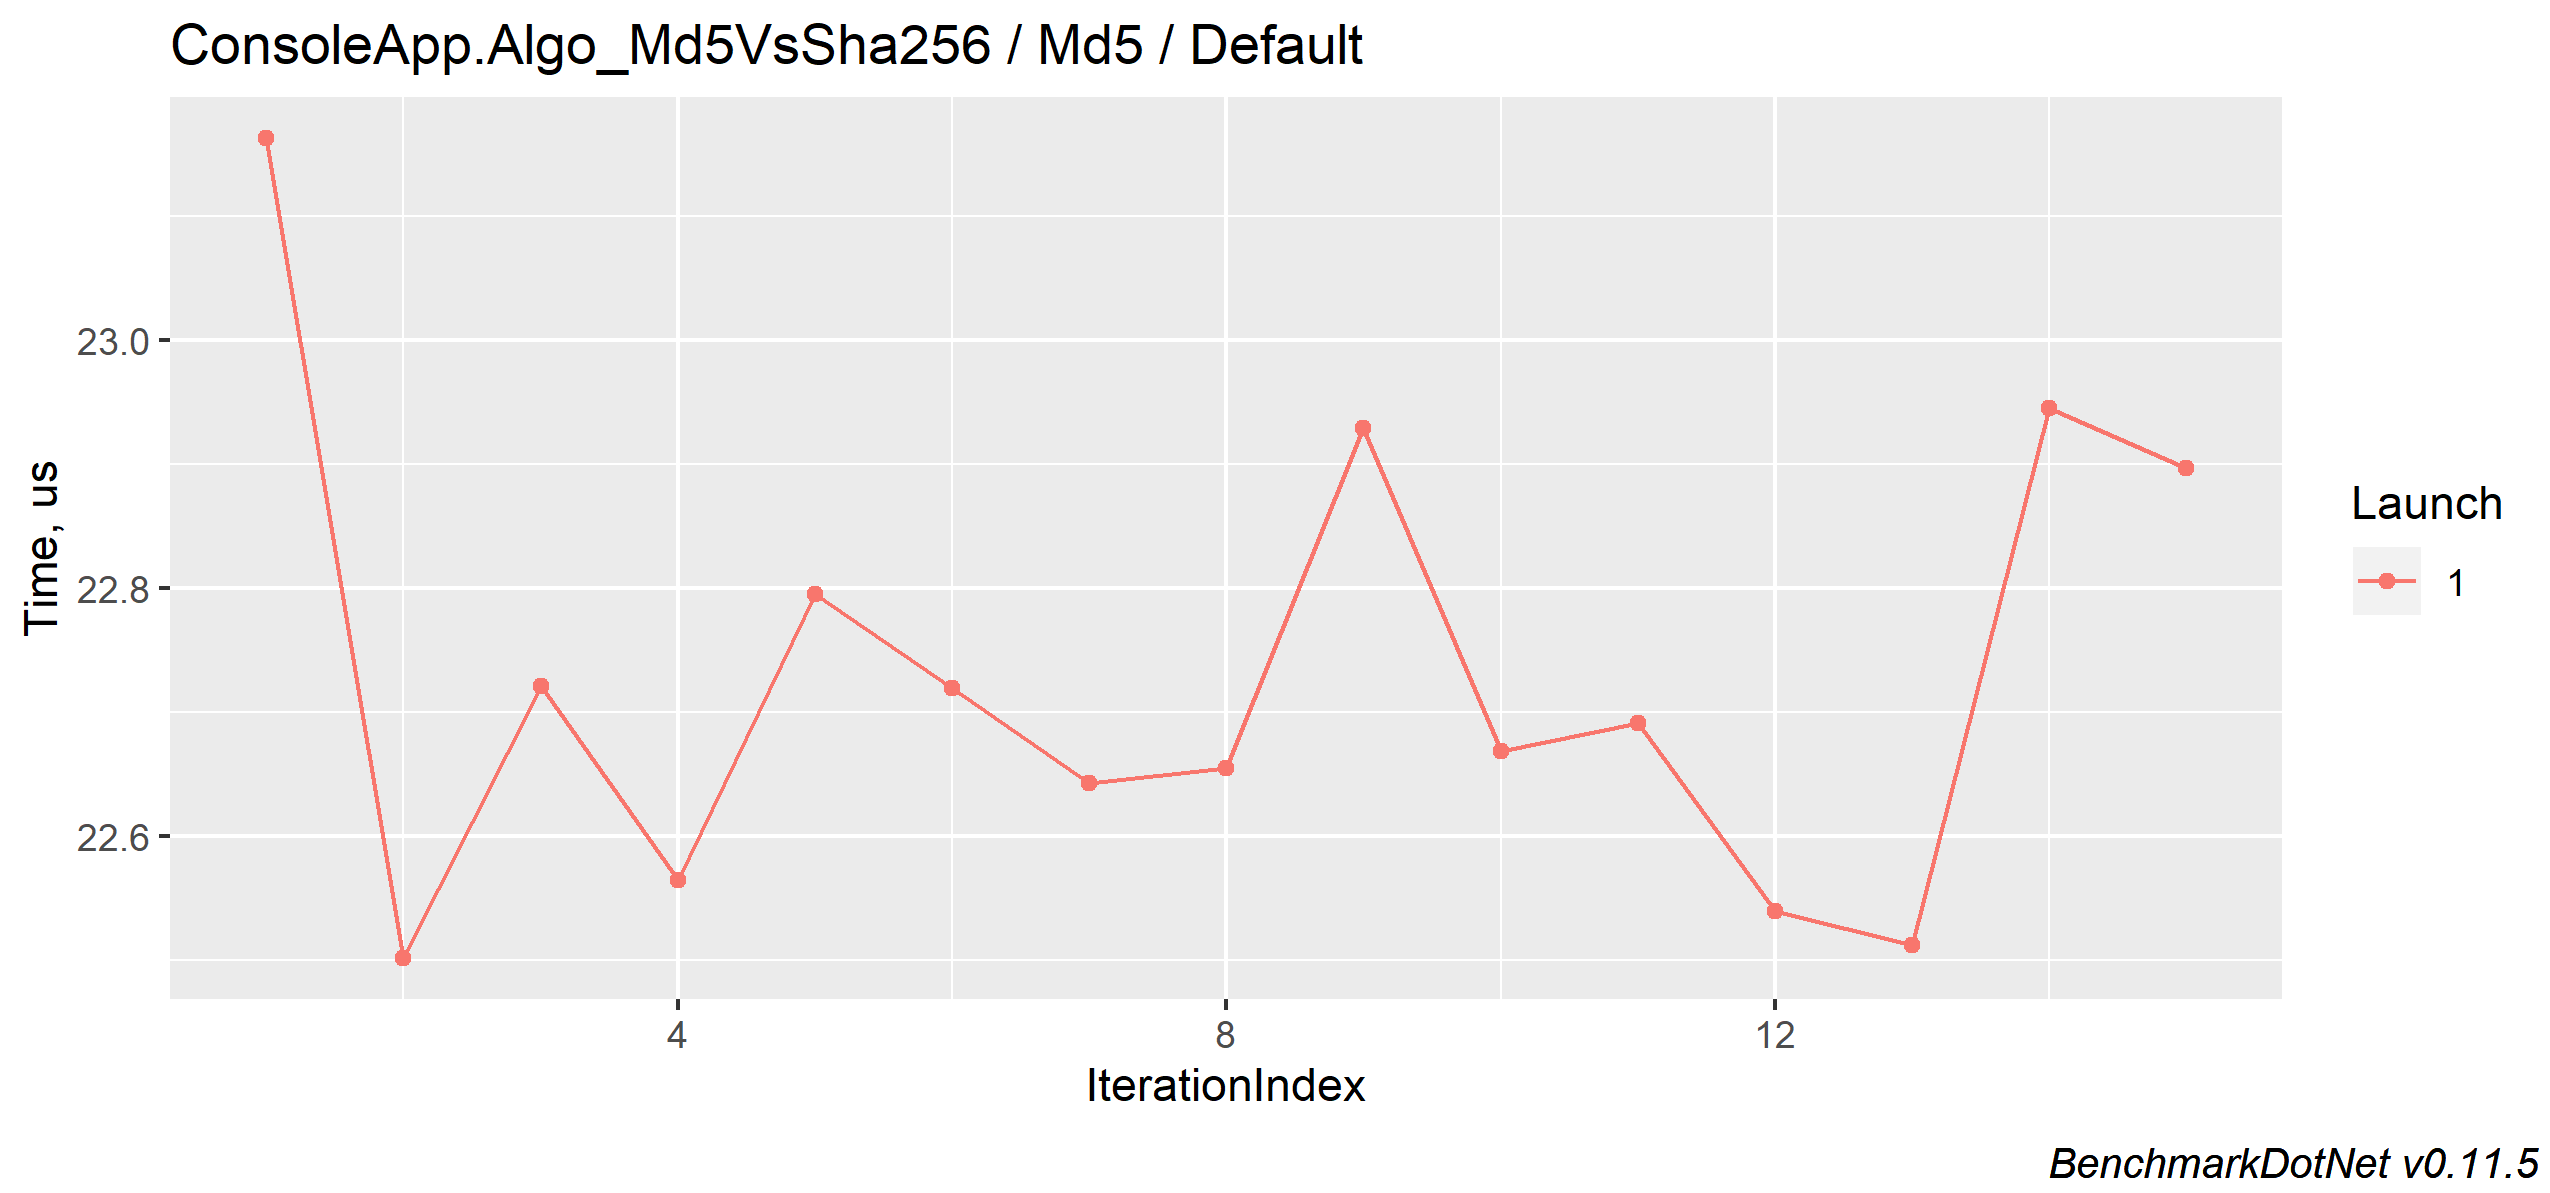 ConsoleApp.Algo_Md5VsSha256 / Md5 / Default
Time, us
23.0
22.8
22.6
4
8
12
IterationIndex
Launch
1
BenchmarkDotNet v0.11.5